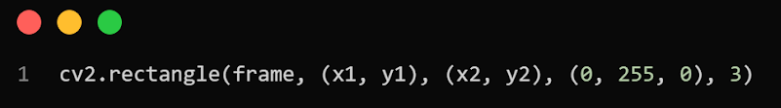 1 cv2.rectangle(frame, (x1, y1), (x2, y2), (0, 255, 0), 3)